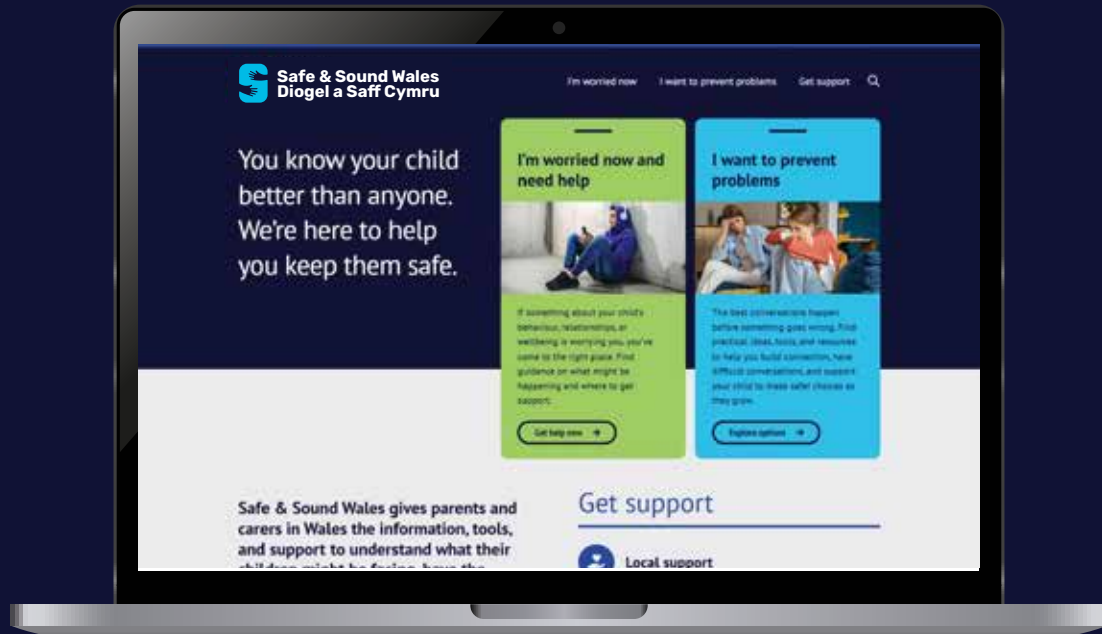 Safe & Sound Wales
Diogel a Saff Cymru
I'm worried now
I want to prevent problems
Get support
You know your child
better than anyone.
We're here to help
you keep them safe.
I'm worried now and
need help
If something about your child's
behaviour, relationships, or
wellbeing is worrying you, you've
come to the right place. Find
guidance on what might be
happening and where to get
support.
Get help now
I want to prevent
problems
The best conversations happen
before something goes wrong. Find
practical ideas, tools, and resources
to help you build connection, have
difficult conversations, and support
your child to make safer choices as
they grow.
Explore options
Safe & Sound Wales gives parents and
carers in Wales the information, tools,
and support to understand what their
children might be facing, have the
Get support
Local support